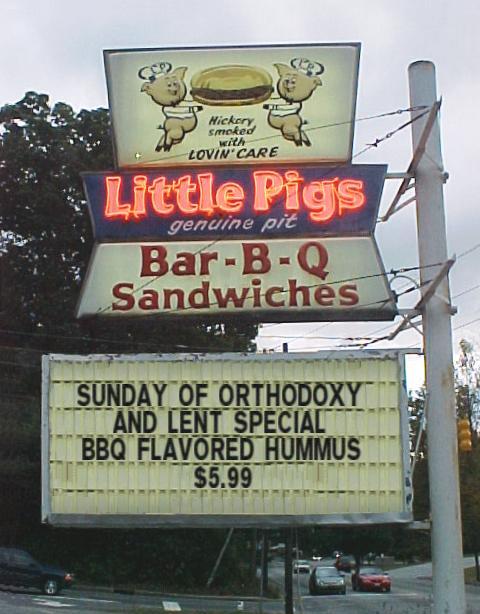 Hickory
smoked
with
LOVIN' CARE
Little Pigs
genuine pit
Bar-B-Q
Sandwiches
SUNDAY OF ORTHODOXY
AND LENT SPECIAL
BBQ FLAVORED HUMMUS
$5.99